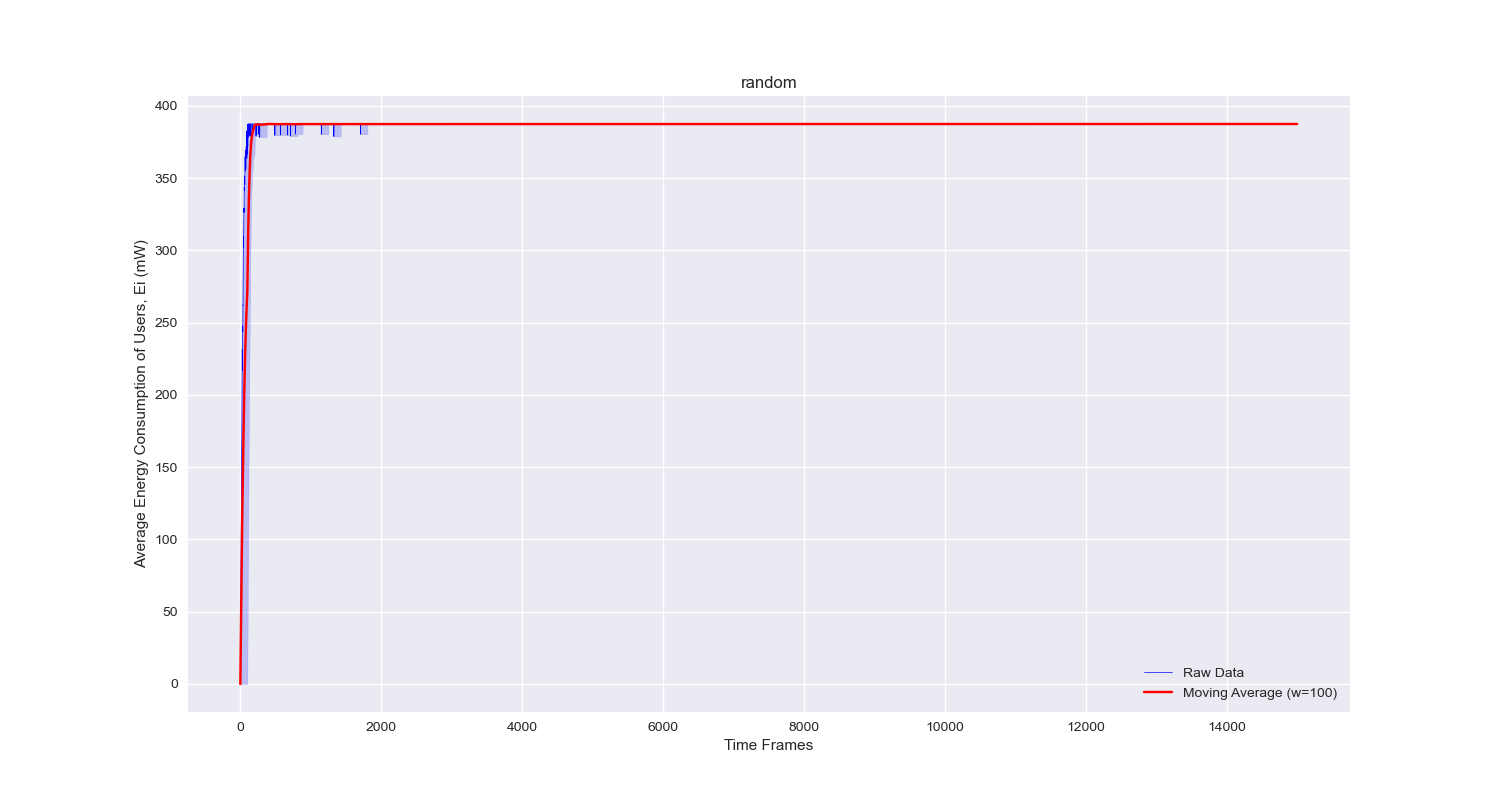 random
400
350
300
250
200
150
100
50
0
Average Energy Consumption of Users, Ei (mW)
0 2000 4000 6000 8000 10000 12000 14000
Time Frames
Raw Data
Moving Average (w=100)